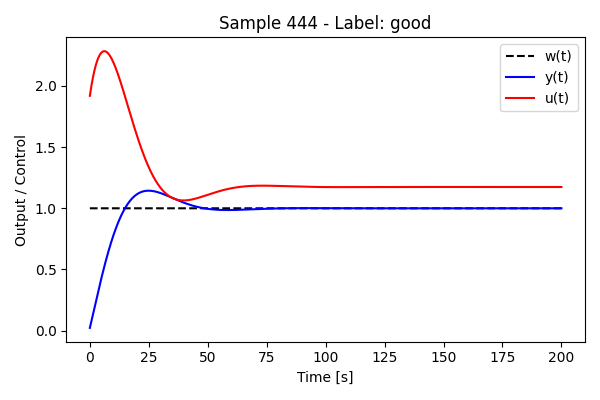 Sample 444 - Label: good
w(t)
y(t)
u(t)
Output / Control
2.0
1.5
1.0
0.5
0.0
0 25 50 75 100 125 150 175 200
Time [s]